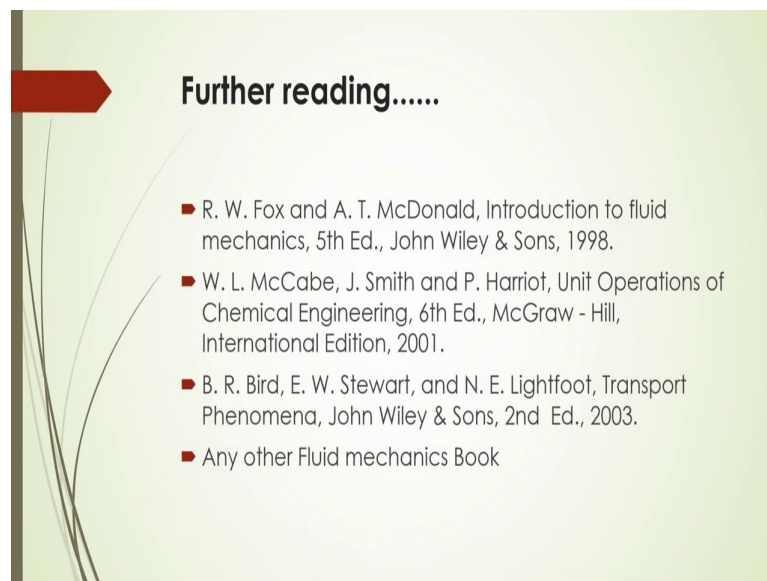 Further reading......
R. W. Fox and A. T. McDonald, Introduction to fluid
mechanics, 5th Ed., John Wiley & Sons, 1998.
W. L. McCabe, J. Smith and P. Harriot, Unit Operations of
Chemical Engineering, 6th Ed., McGraw - Hill,
International Edition, 2001.
B. R. Bird, E. W. Stewart, and N. E. Lightfoot, Transport
Phenomena, John Wiley & Sons, 2nd  Ed., 2003.
Any other Fluid mechanics Book